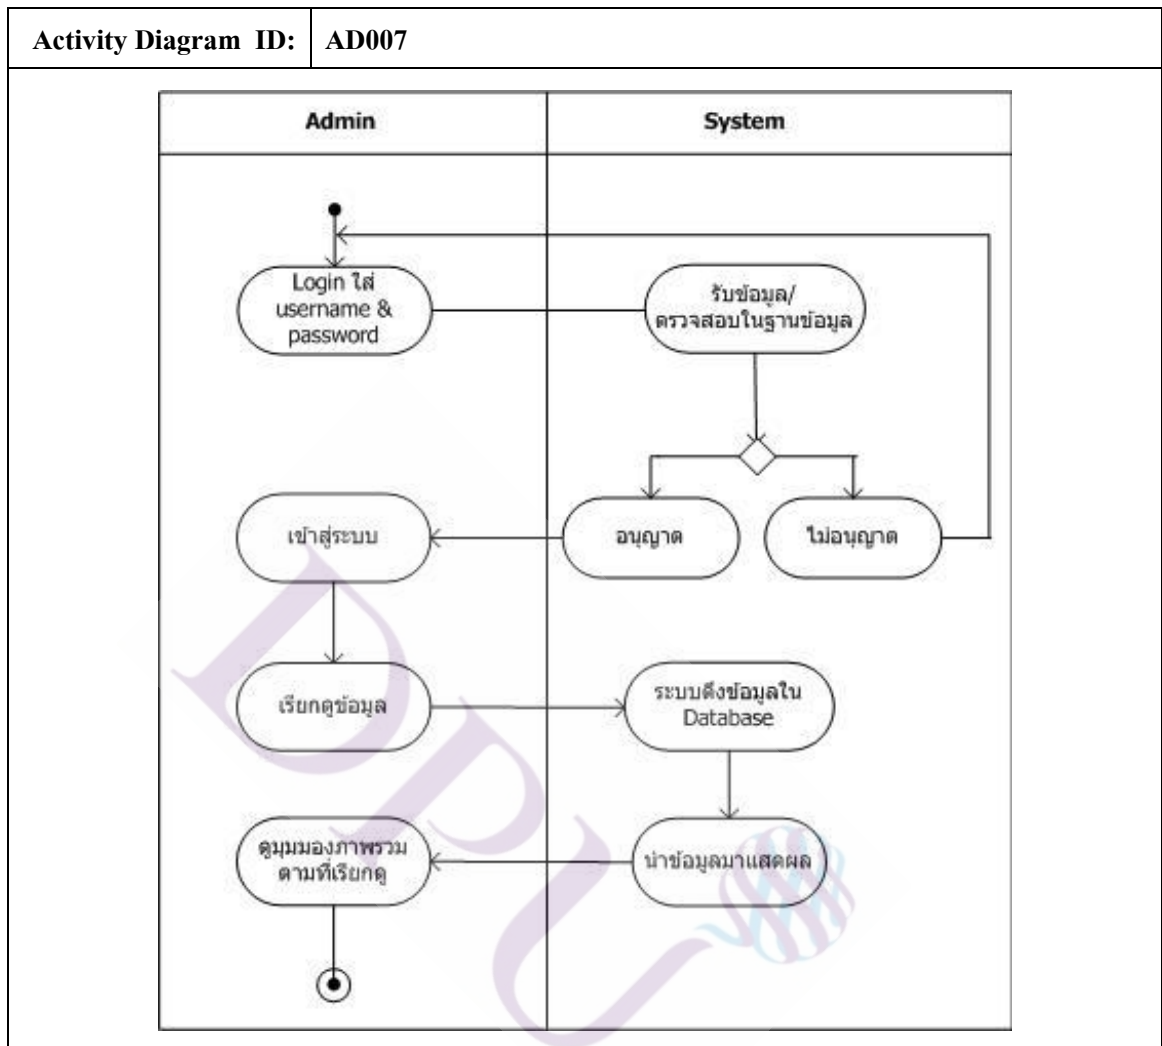 Activity Diagram ID: AD007
Admin
System
Login ใส่
username &
password
รับข้อมูล/
ตรวจสอบในฐานข้อมูล
เข้าสู่ระบบ
อนุญาต
ไม่อนุญาต
เรียกดูข้อมูล
ระบบดึงข้อมูลใน
Database
ดูมุมมองภาพรวม
ตามที่เรียกดู
นำข้อมูลมาแสดผล
DPU